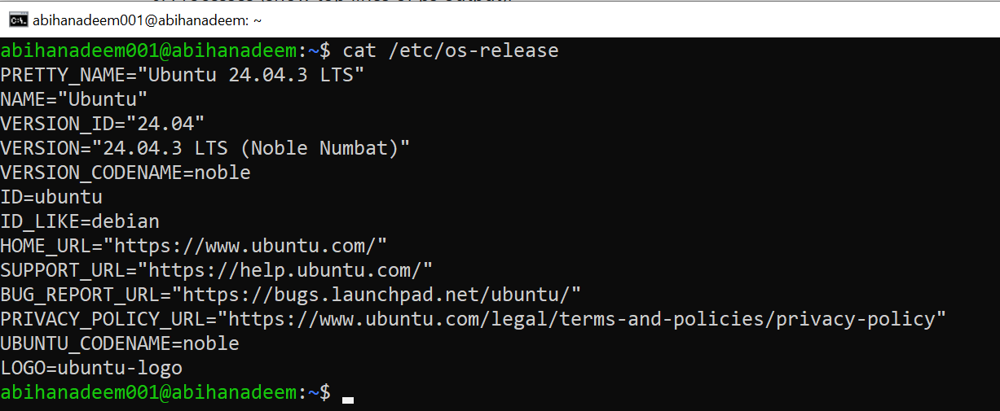 abihanadeem001@abihanadeem: ~
abihanadeem001@abihanadeem:~$ cat /etc/os-release
PRETTY_NAME="Ubuntu 24.04.3 LTS"
NAME="Ubuntu"
VERSION_ID="24.04"
VERSION="24.04.3 LTS (Noble Numbat)"
VERSION_CODENAME=noble
ID=ubuntu
ID_LIKE=debian
HOME_URL="https://www.ubuntu.com/"
SUPPORT_URL="https://help.ubuntu.com/"
BUG_REPORT_URL="https://bugs.launchpad.net/ubuntu/"
PRIVACY_POLICY_URL="https://www.ubuntu.com/legal/terms-and-policies/privacy-policy"
UBUNTU_CODENAME=noble
LOGO=ubuntu-logo
abihanadeem001@abihanadeem:~$